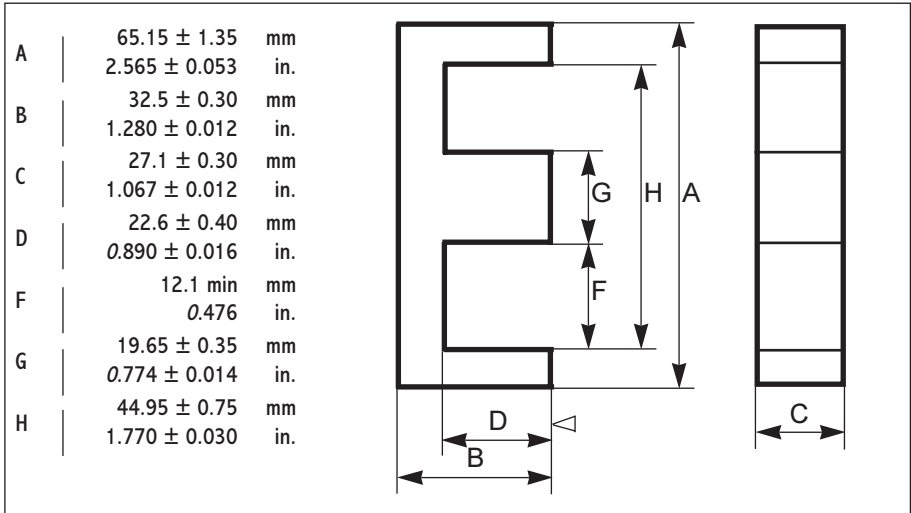 A | 65.15 ± 1.35 mm
2.565 ± 0.053 in.
B | 32.5 ± 0.30 mm
1.280 ± 0.012 in.
C | 27.1 ± 0.30 mm
1.067 ± 0.012 in.
D | 22.6 ± 0.40 mm
0.890 ± 0.016 in.
F | 12.1 min mm
0.476 in.
G | 19.65 ± 0.35 mm
0.774 ± 0.014 in.
H | 44.95 ± 0.75 mm
1.770 ± 0.030 in.
G H A
F
D
B
C